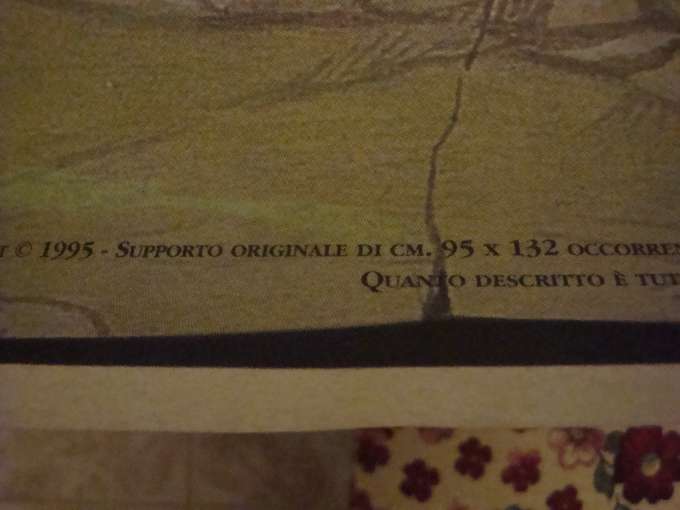 © 1995 - SUPPORTO ORIGINALE DI CM. 95 X 132
QUANTO DESCRITTO È